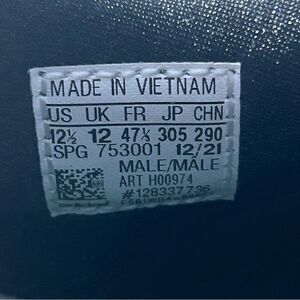 MADE IN VIETNAM
US UK FR JP CHN
12½ 12 47⅓ 305 290
SPG 753001 12/21
MALE/MALE
ART H00974
#128337736